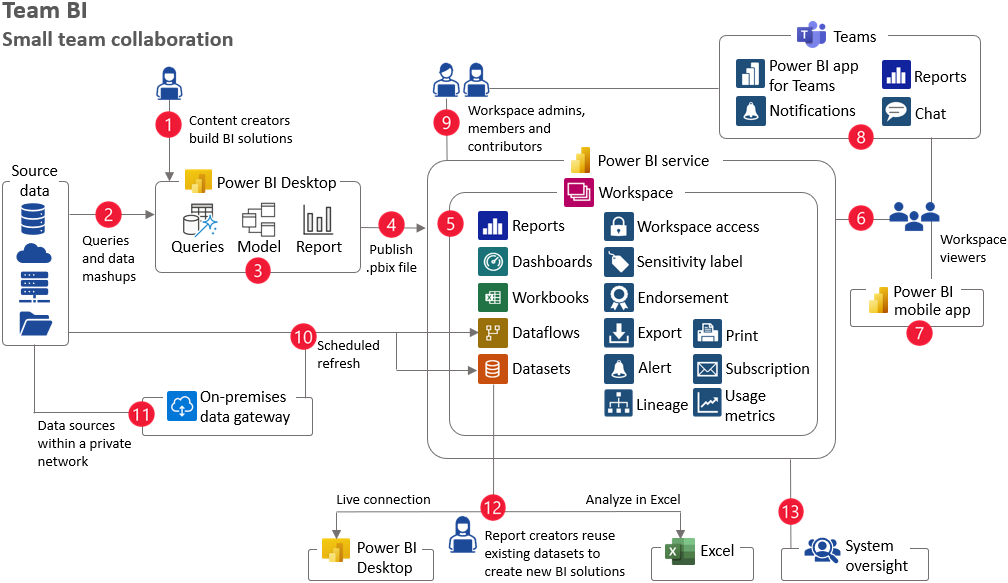 Team BI
Small team collaboration
Teams
Power BI app
for Teams
Reports
Notifications
Chat
8
1
Content creators
build BI solutions
9
Workspace admins,
members and
contributors
Source
data
Power BI Desktop
Queries
Model
Report
3
2
Queries
and data
mashups
4
Publish
.pbix file
Power BI service
Workspace
5
Reports
Dashboards
Workbooks
Dataflows
Datasets
Workspace access
Sensitivity label
Endorsement
Export
Print
Alert
Subscription
Lineage
Usage
metrics
6
Workspace
viewers
Power BI
mobile app
7
10
Scheduled
refresh
11
On-premises
data gateway
Data sources
within a private
network
Live connection
12
Analyze in Excel
Power BI
Desktop
Report creators reuse
existing datasets to
create new BI solutions
Excel
13
System
oversight